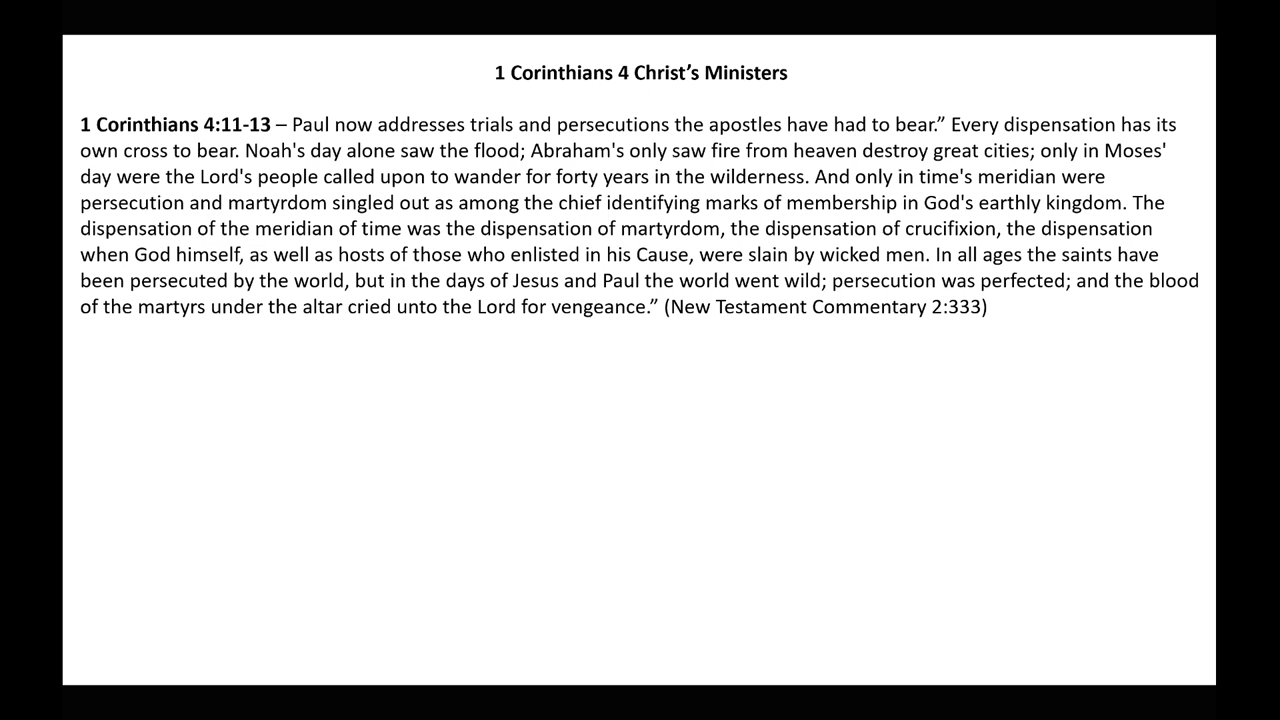 1 Corinthians 4 Christ’s Ministers
1 Corinthians 4:11-13 – Paul now addresses trials and persecutions the apostles have had to bear.” Every dispensation has its
own cross to bear. Noah's day alone saw the flood; Abraham's only saw fire from heaven destroy great cities; only in Moses'
day were the Lord's people called upon to wander for forty years in the wilderness. And only in time's meridian were
persecution and martyrdom singled out as among the chief identifying marks of membership in God's earthly kingdom. The
dispensation of the meridian of time was the dispensation of martyrdom, the dispensation of crucifixion, the dispensation
when God himself, as well as hosts of those who enlisted in his Cause, were slain by wicked men. In all ages the saints have
been persecuted by the world, but in the days of Jesus and Paul the world went wild; persecution was perfected; and the blood
of the martyrs under the altar cried unto the Lord for vengeance.” (New Testament Commentary 2:333)